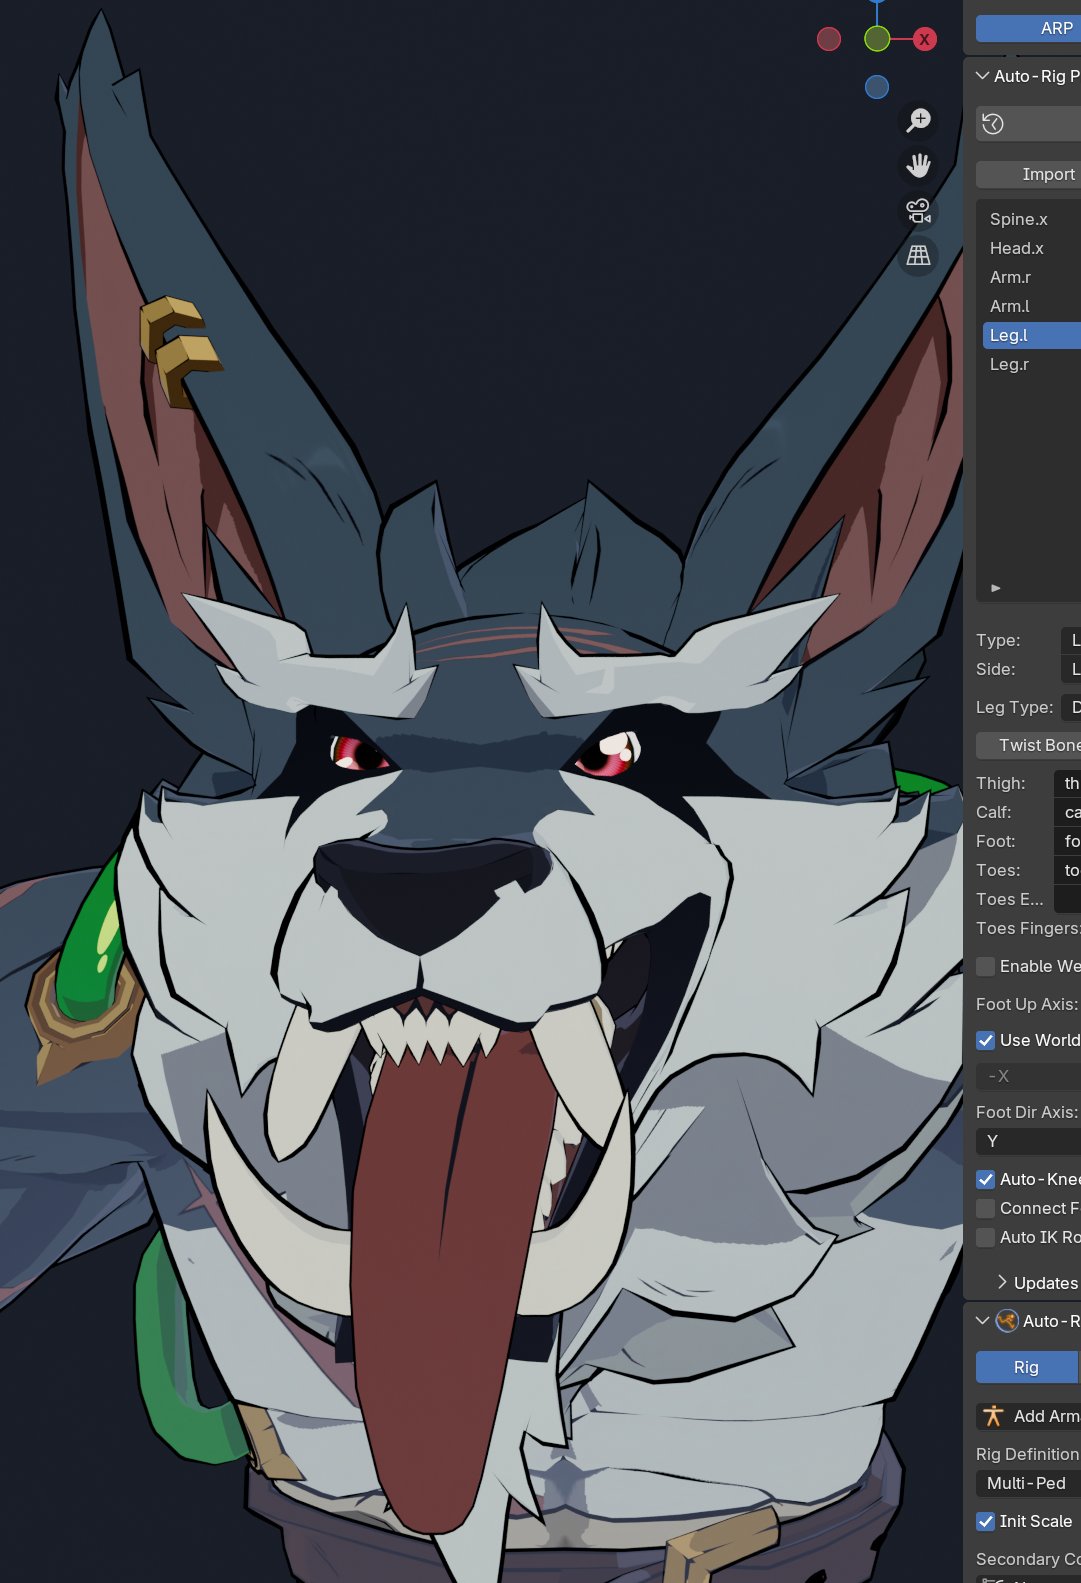 X
ARP
Auto-Rig P
Import
Spine.x
Head.x
Arm.r
Arm.l
Leg.l
Leg.r
Type: L
Side: L
Leg Type: D
Twist Bone
Thigh: th
Calf: ca
Foot: fo
Toes: to
Toes E...
Toes Fingers:
Enable We
Foot Up Axis:
Use World
-X
Foot Dir Axis:
Y
Auto-Knee
Connect F
Auto IK Ro
Updates
Auto-R
Rig
Add Arm
Rig Definition
Multi-Ped
Init Scale
Secondary Co